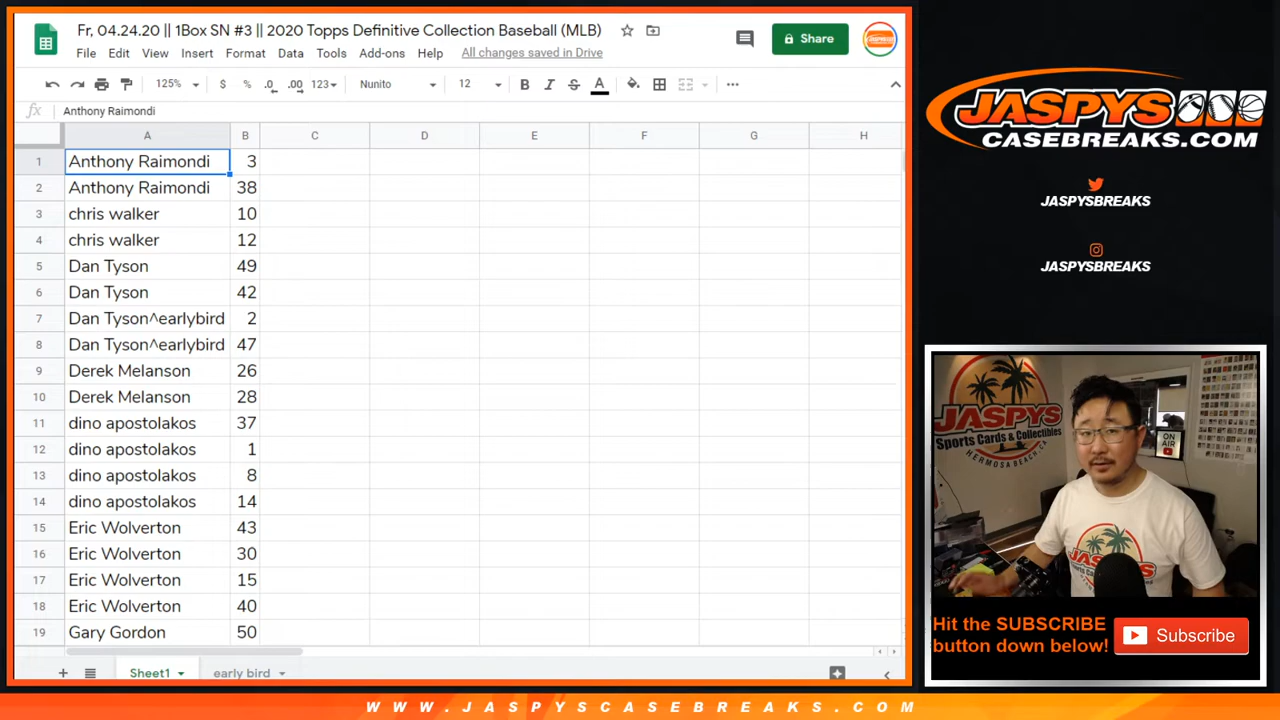 Fr, 04.24.20 || 1Box SN #3 || 2020 Topps Definitive Collection Baseball (MLB)
File Edit View Insert Format Data Tools Add-ons Help All changes saved in Drive
Share
125% $ % .0 .00 123 Nunito 12 B I S A
fx Anthony Raimondi
A B C D E F G H
1 Anthony Raimondi 3
2 Anthony Raimondi 38
3 chris walker 10
4 chris walker 12
5 Dan Tyson 49
6 Dan Tyson 42
7 Dan Tyson^earlybird 2
8 Dan Tyson^earlybird 47
9 Derek Melanson 26
10 Derek Melanson 28
11 dino apostolakos 37
12 dino apostolakos 1
13 dino apostolakos 8
14 dino apostolakos 14
15 Eric Wolverton 43
16 Eric Wolverton 30
17 Eric Wolverton 15
18 Eric Wolverton 40
19 Gary Gordon 50
Sheet1 early bird
JASPYS
CASEBREAKS.COM
JASPYSBREAKS
JASPYSBREAKS
JASPYS
Sports Cards & Collectibles
HERMOSA BEACH, CA
ON AIR
JASPYS
Hit the SUBSCRIBE
button down below!
Subscribe
WWW.JASPYSCASEBREAKS.COM